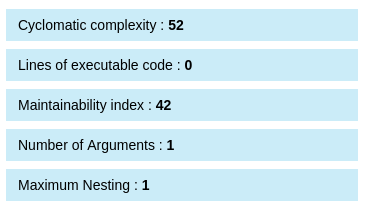 Cyclomatic complexity : 52
Lines of executable code : 0
Maintainability index : 42
Number of Arguments : 1
Maximum Nesting : 1